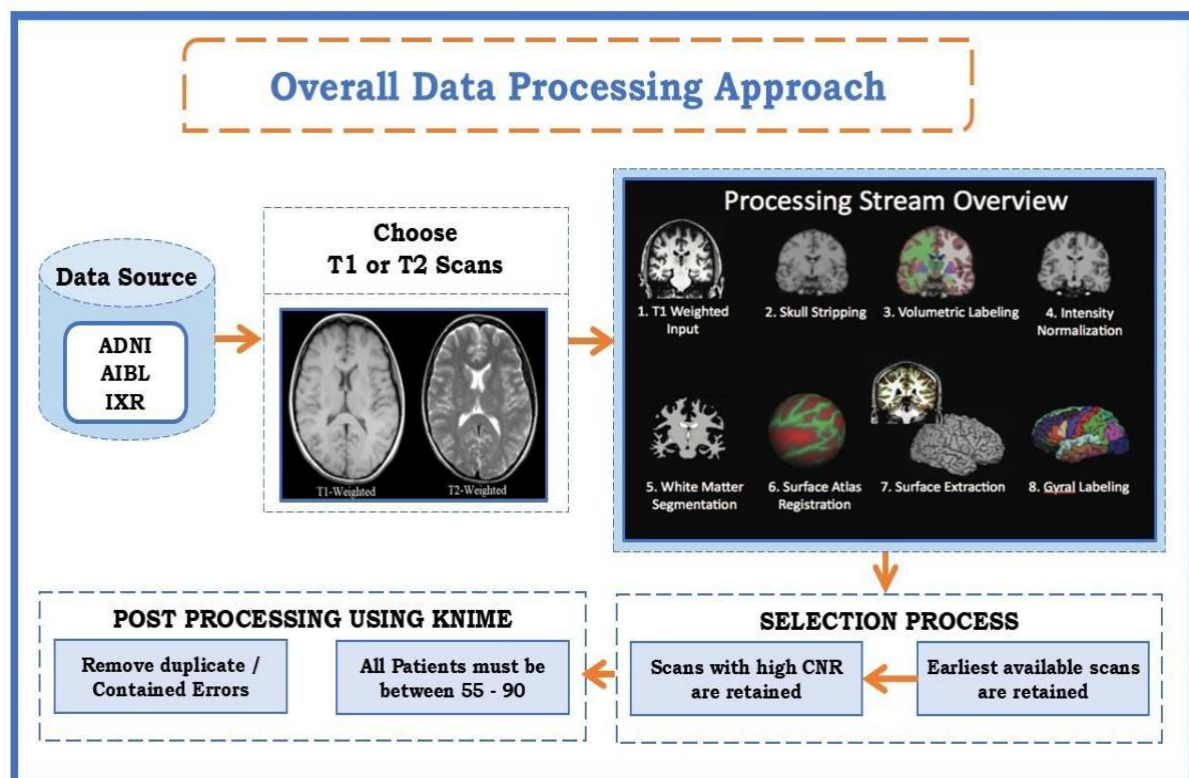 Overall Data Processing Approach
Data Source
ADNI
AIBL
IXR
Choose
T1 or T2 Scans
T1-Weighted
T2-Weighted
Processing Stream Overview
1. T1 Weighted
Input
2. Skull Stripping
3. Volumetric Labeling
4. Intensity
Normalization
5. White Matter
Segmentation
6. Surface Atlas
Registration
7. Surface Extraction
8. Gyral Labeling
POST PROCESSING USING KNIME
Remove duplicate /
Contained Errors
All Patients must be
between 55 - 90
SELECTION PROCESS
Scans with high CNR
are retained
Earliest available scans
are retained